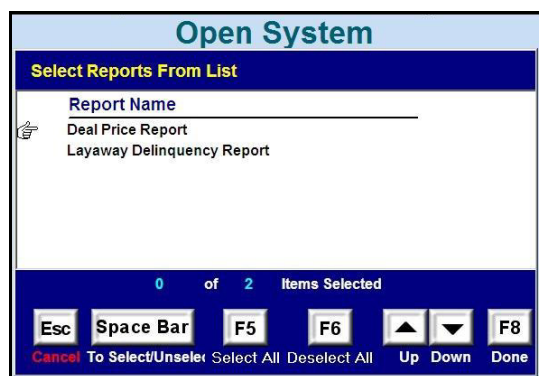 Open System
Select Reports From List
Report Name
Deal Price Report
Layaway Delinquency Report
0 of 2 Items Selected
Esc Space Bar F5 F6 F8
Cancel To Select/Unselec Select All Deselect All Up Down Done